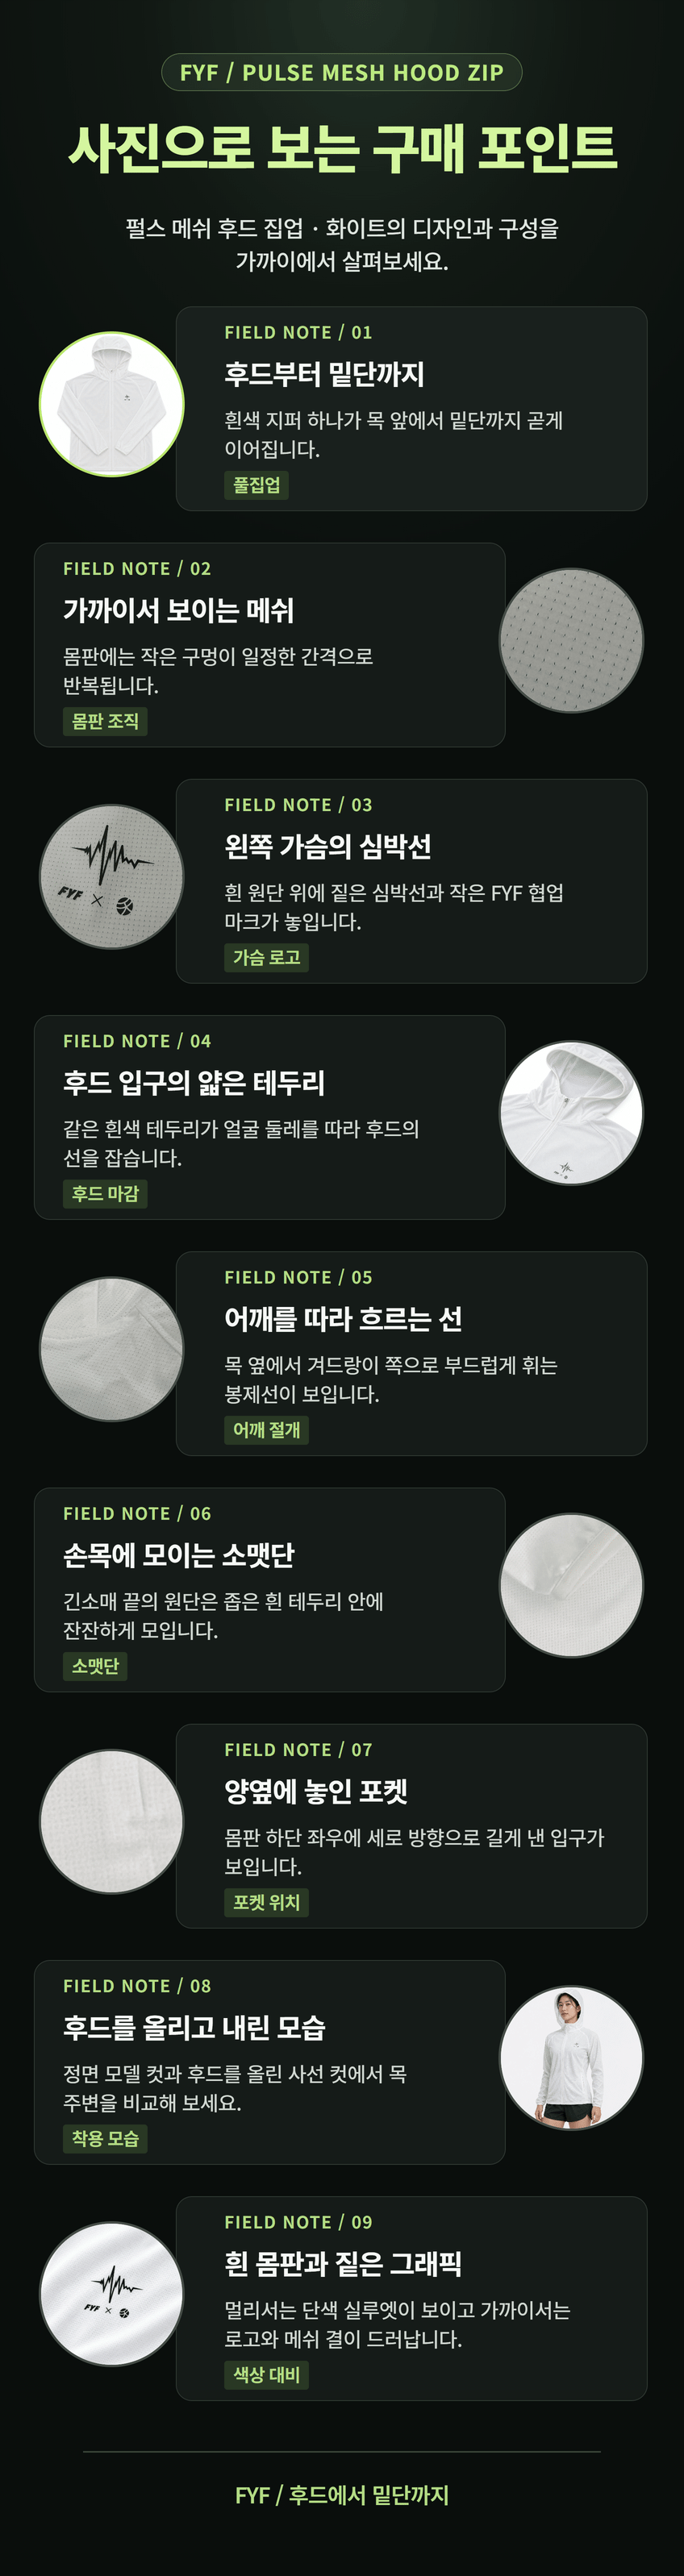 FYF / PULSE MESH HOOD ZIP
사진으로 보는 구매 포인트
펄스 메쉬 후드 집업 · 화이트의 디자인과 구성을
가까이에서 살펴보세요.
FIELD NOTE / 01
후드부터 밑단까지
흰색 지퍼 하나가 목 앞에서 밑단까지 곧게
이어집니다.
풀집업
FIELD NOTE / 02
가까이서 보이는 메쉬
몸판에는 작은 구멍이 일정한 간격으로
반복됩니다.
몸판 조직
FIELD NOTE / 03
왼쪽 가슴의 심박선
흰 원단 위에 짙은 심박선과 작은 FYF 협업
마크가 놓입니다.
가슴 로고
FYF ×
FIELD NOTE / 04
후드 입구의 얇은 테두리
같은 흰색 테두리가 얼굴 둘레를 따라 후드의
선을 잡습니다.
후드 마감
FIELD NOTE / 05
어깨를 따라 흐르는 선
목 옆에서 겨드랑이 쪽으로 부드럽게 휘는
봉제선이 보입니다.
어깨 절개
FIELD NOTE / 06
손목에 모이는 소맷단
긴소매 끝의 원단은 좁은 흰 테두리 안에
잔잔하게 모입니다.
소맷단
FIELD NOTE / 07
양옆에 놓인 포켓
몸판 하단 좌우에 세로 방향으로 길게 낸 입구가
보입니다.
포켓 위치
FIELD NOTE / 08
후드를 올리고 내린 모습
정면 모델 컷과 후드를 올린 사선 컷에서 목
주변을 비교해 보세요.
착용 모습
FIELD NOTE / 09
흰 몸판과 짙은 그래픽
멀리서는 단색 실루엣이 보이고 가까이서는
로고와 메쉬 결이 드러납니다.
색상 대비
FYF ×
FYF / 후드에서 밑단까지